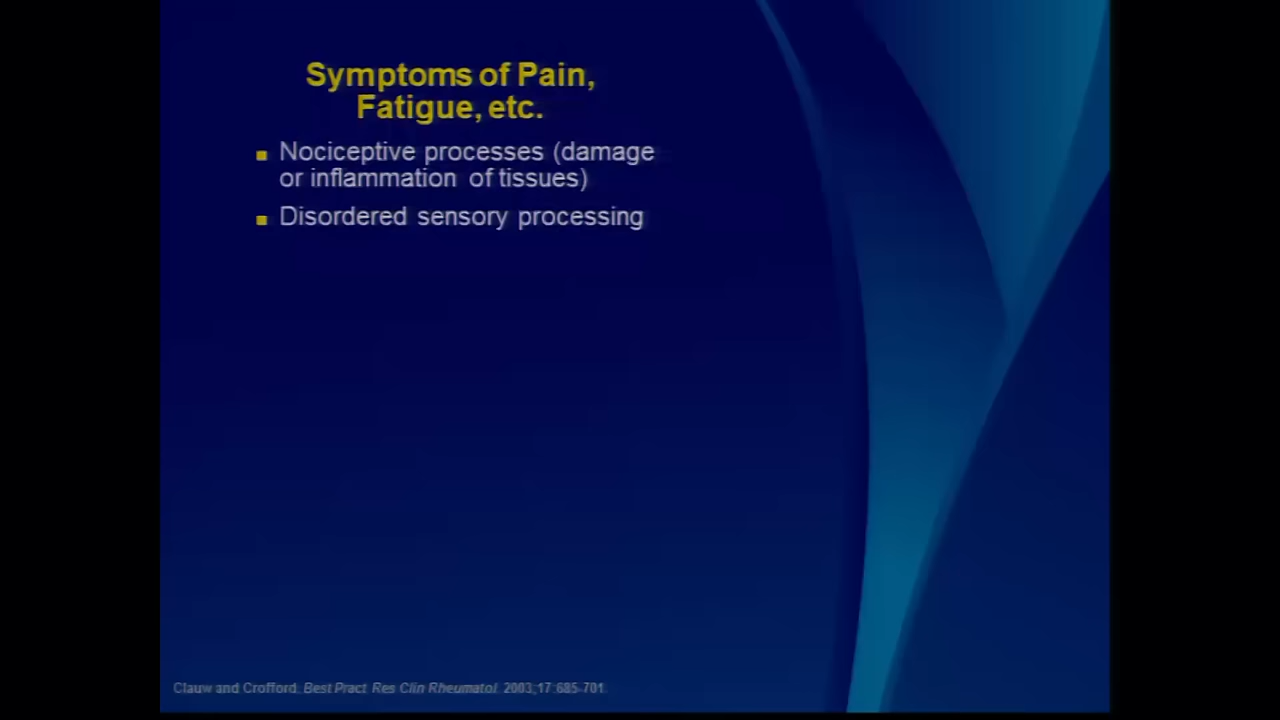 Symptoms of Pain,
Fatigue, etc.
■ Nociceptive processes (damage
or inflammation of tissues)
■ Disordered sensory processing
Clauw and Crofford. Best Pract Res Clin Rheumatol. 2003;17:685-701.